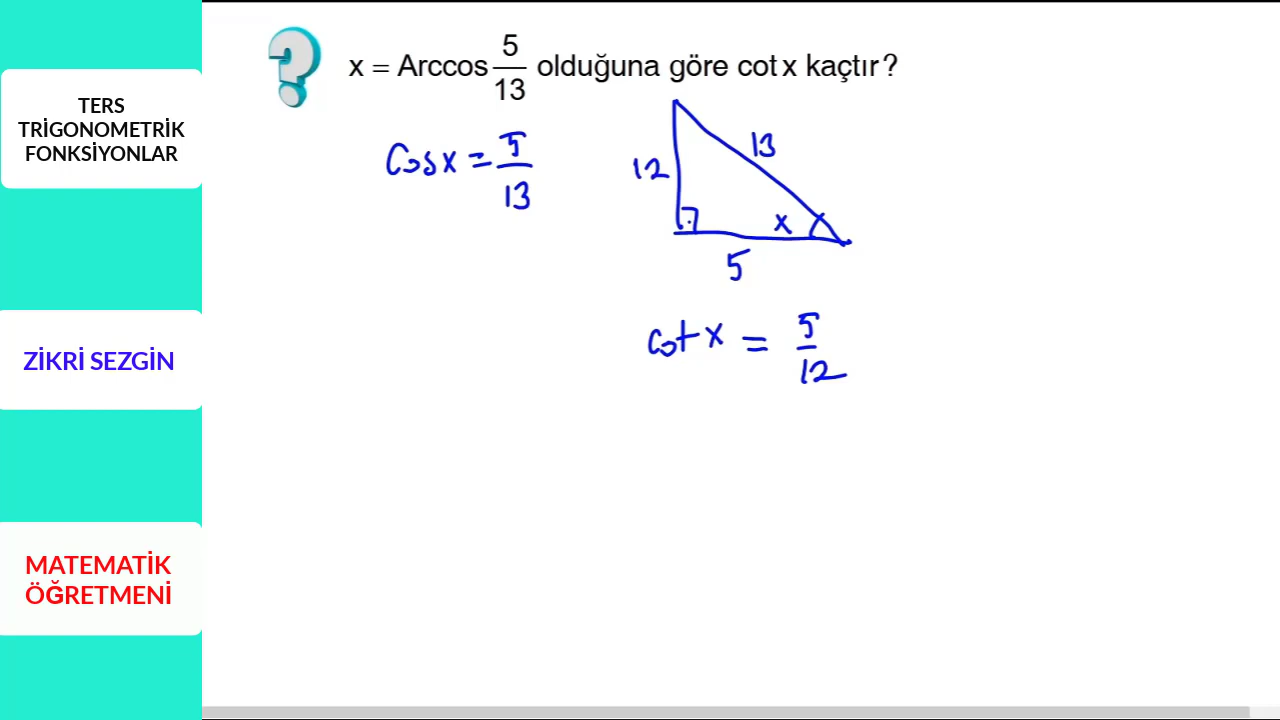 TERS
TRİGONOMETRİK
FONKSİYONLAR
ZİKRİ SEZGİN
MATEMATİK
ÖĞRETMENİ
x = Arccos 5/13 olduğuna göre cot x kaçtır?
Cosx = 5/13
12
13
x
5
cot x = 5/12